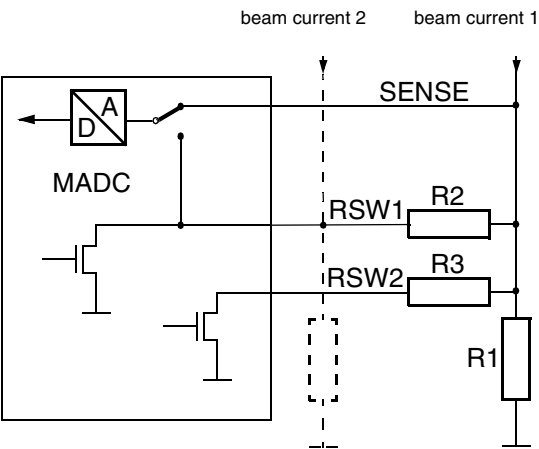 beam current 2
beam current 1
SENSE
A
D
MADC
RSW1
R2
RSW2
R3
R1